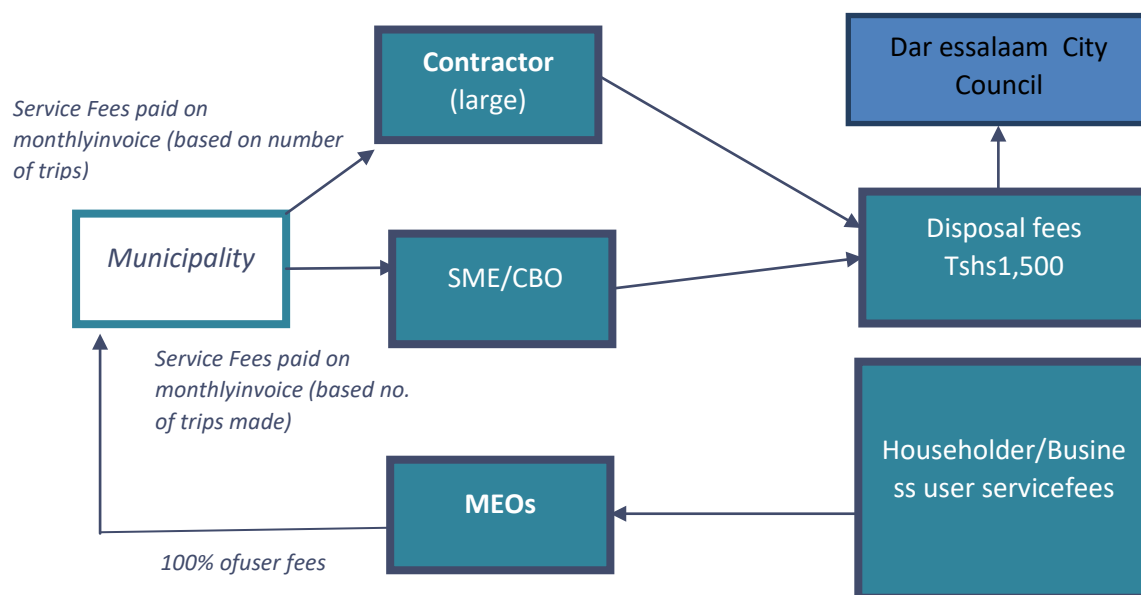 Dar essalaam City
Council
Contractor
(large)
Service Fees paid on
monthlyinvoice (based on number
of trips)
Municipality
SME/CBO
Disposal fees
Tshs1,500
Service Fees paid on
monthlyinvoice (based no.
of trips made)
Householder/Busine
ss user servicefees
MEOs
100% ofuser fees